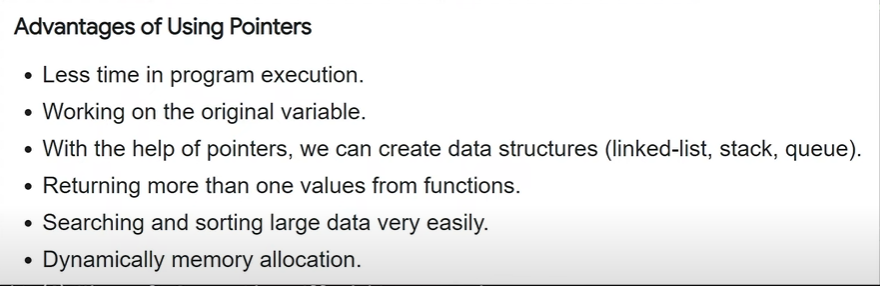 Advantages of Using Pointers
• Less time in program execution.
• Working on the original variable.
• With the help of pointers, we can create data structures (linked-list, stack, queue).
• Returning more than one values from functions.
• Searching and sorting large data very easily.
• Dynamically memory allocation.